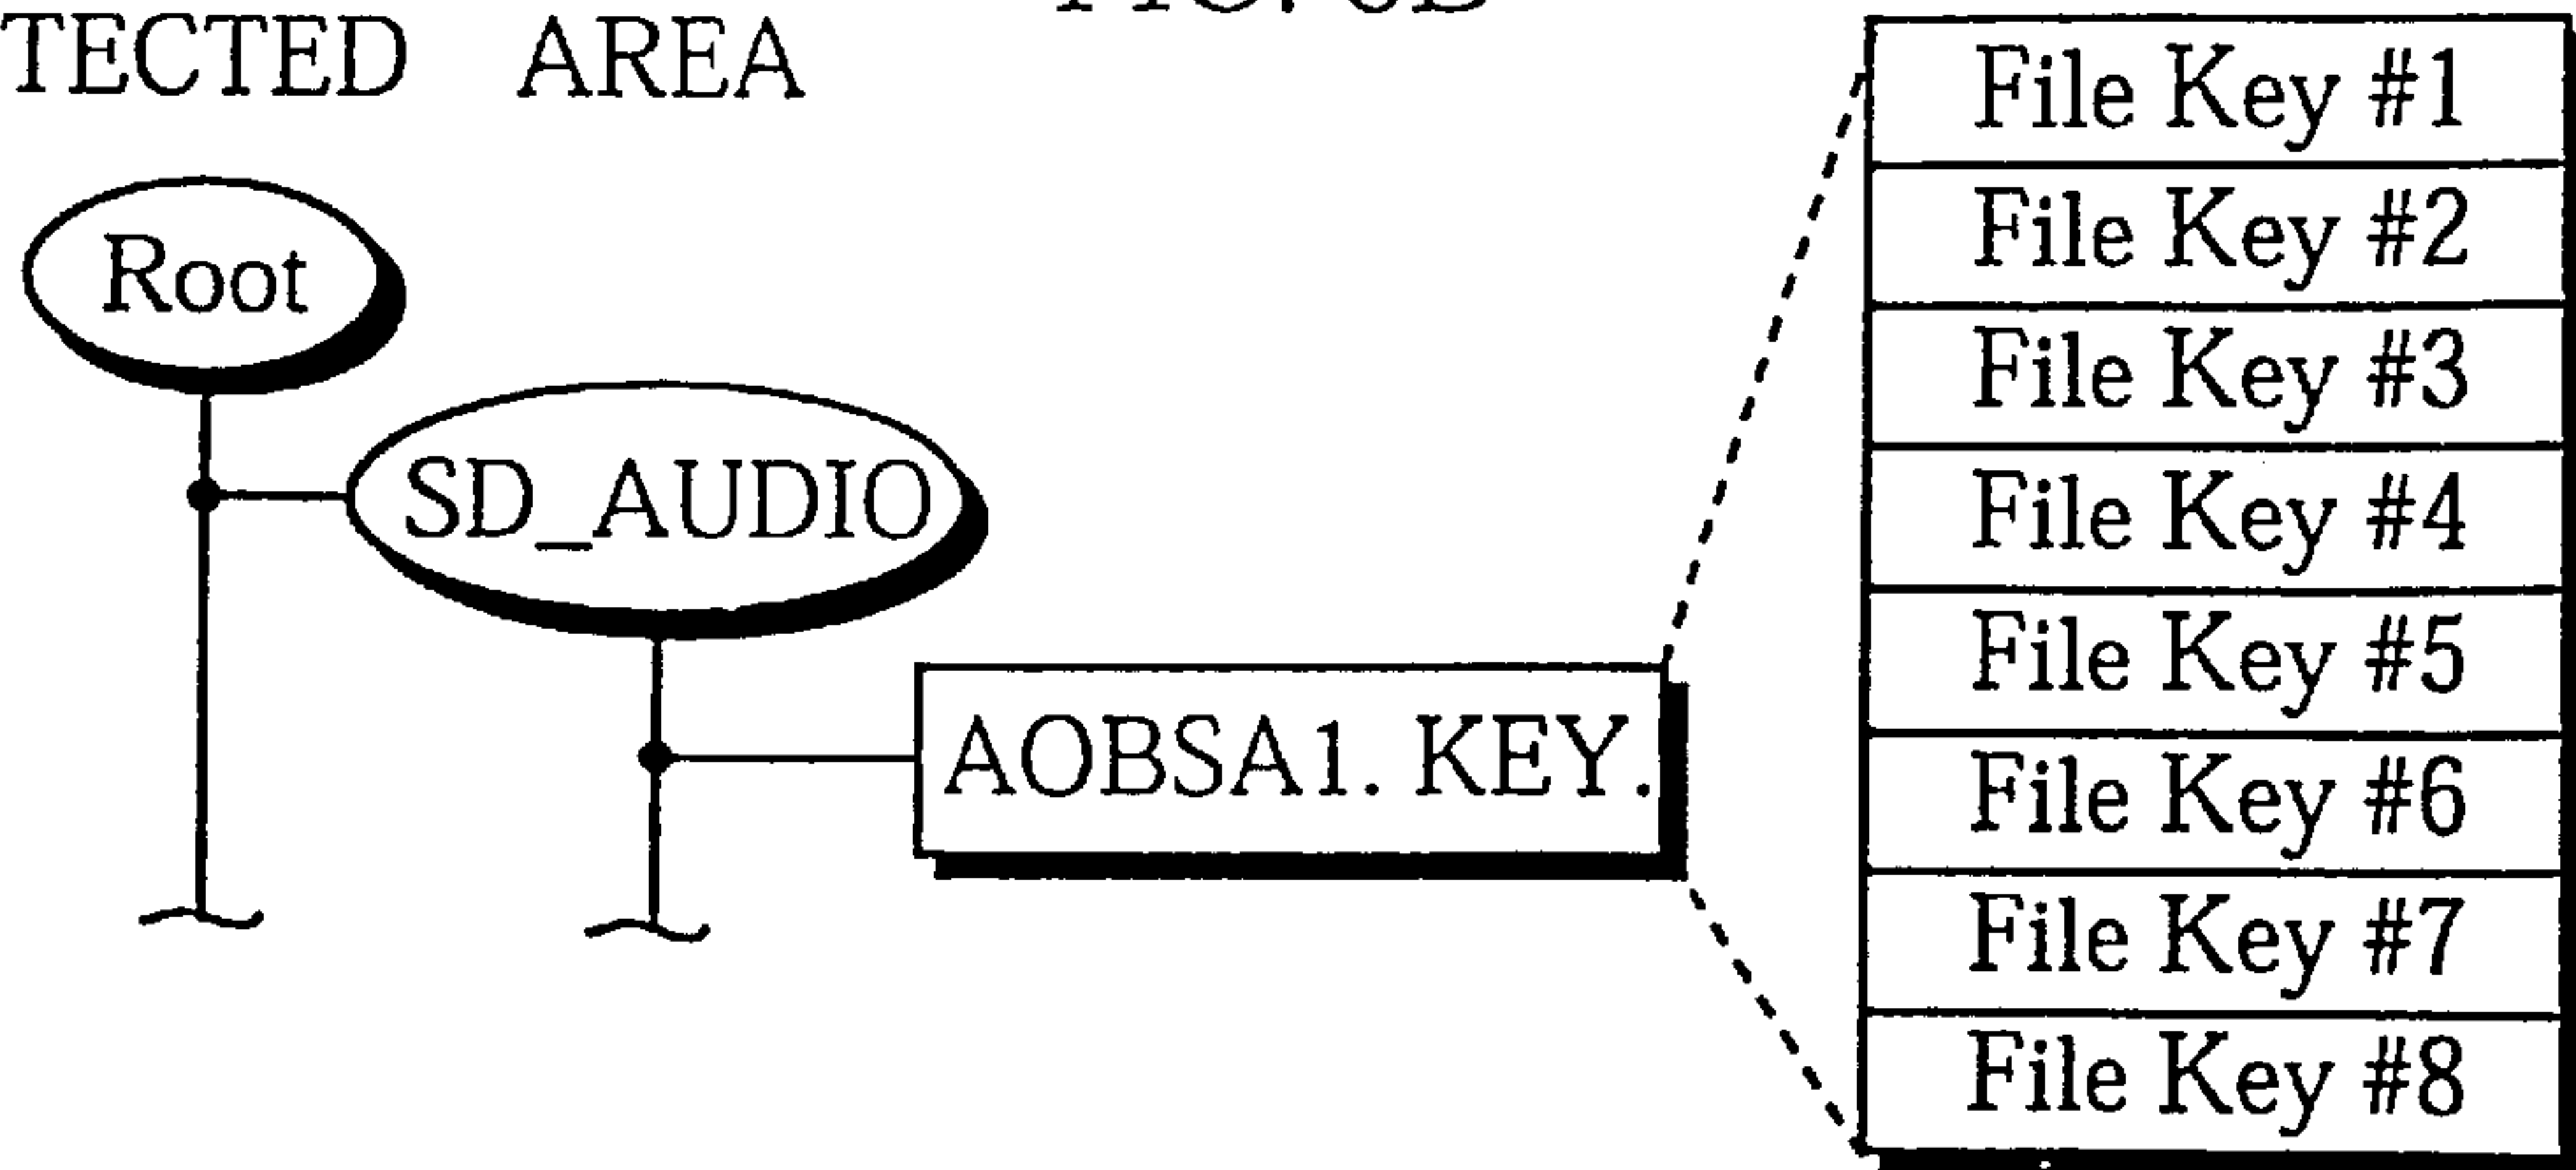 TECTED AREA
Root
SD_AUDIO
AOBSA1. KEY.
File Key #1
File Key #2
File Key #3
File Key #4
File Key #5
File Key #6
File Key #7
File Key #8